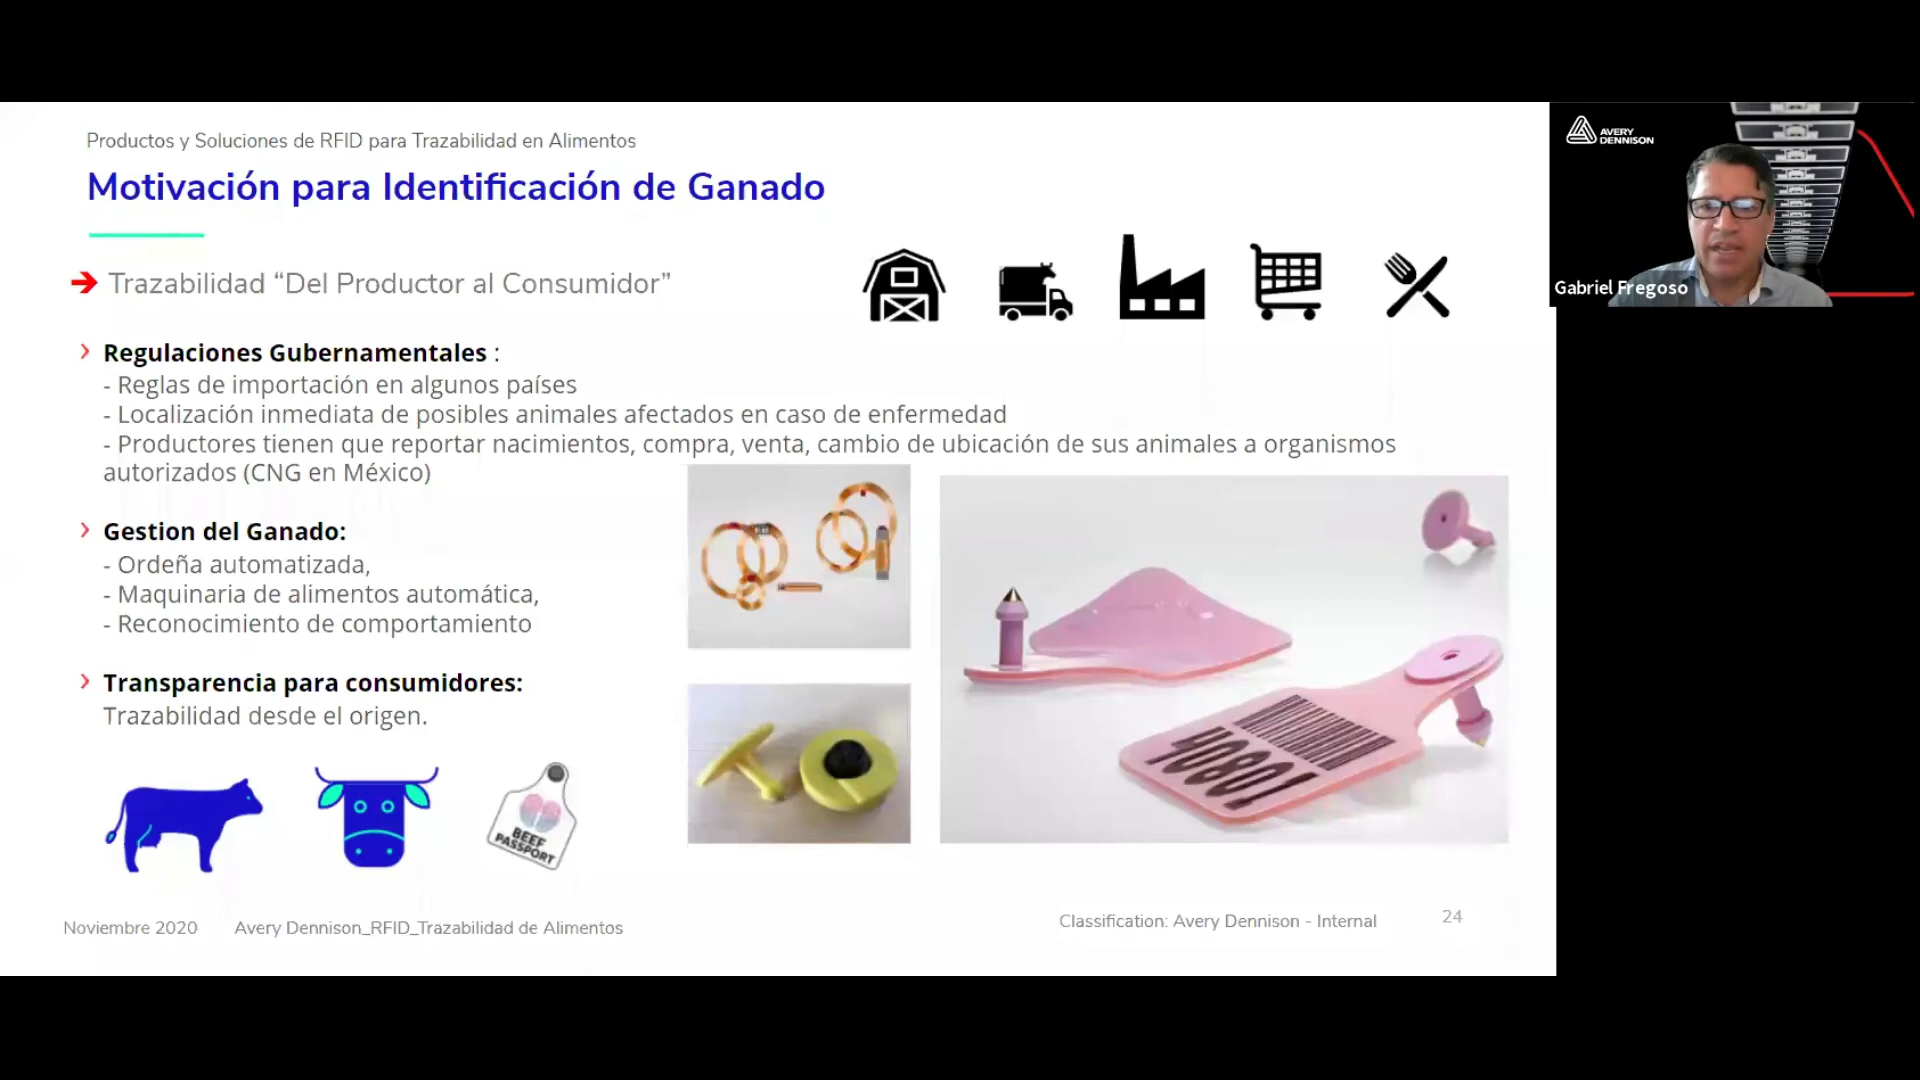 Productos y Soluciones de RFID para Trazabilidad en Alimentos
Motivación para Identificación de Ganado
Trazabilidad “Del Productor al Consumidor”
Regulaciones Gubernamentales :
- Reglas de importación en algunos países
- Localización inmediata de posibles animales afectados en caso de enfermedad
- Productores tienen que reportar nacimientos, compra, venta, cambio de ubicación de sus animales a organismos
autorizados (CNG en México)
Gestion del Ganado:
- Ordeña automatizada,
- Maquinaria de alimentos automática,
- Reconocimiento de comportamiento
Transparencia para consumidores:
Trazabilidad desde el origen.
BEEF
PASSPORT
40801
Noviembre 2020
Avery Dennison_RFID_Trazabilidad de Alimentos
Classification: Avery Dennison - Internal
24
AVERY
DENNISON
Gabriel Fregoso